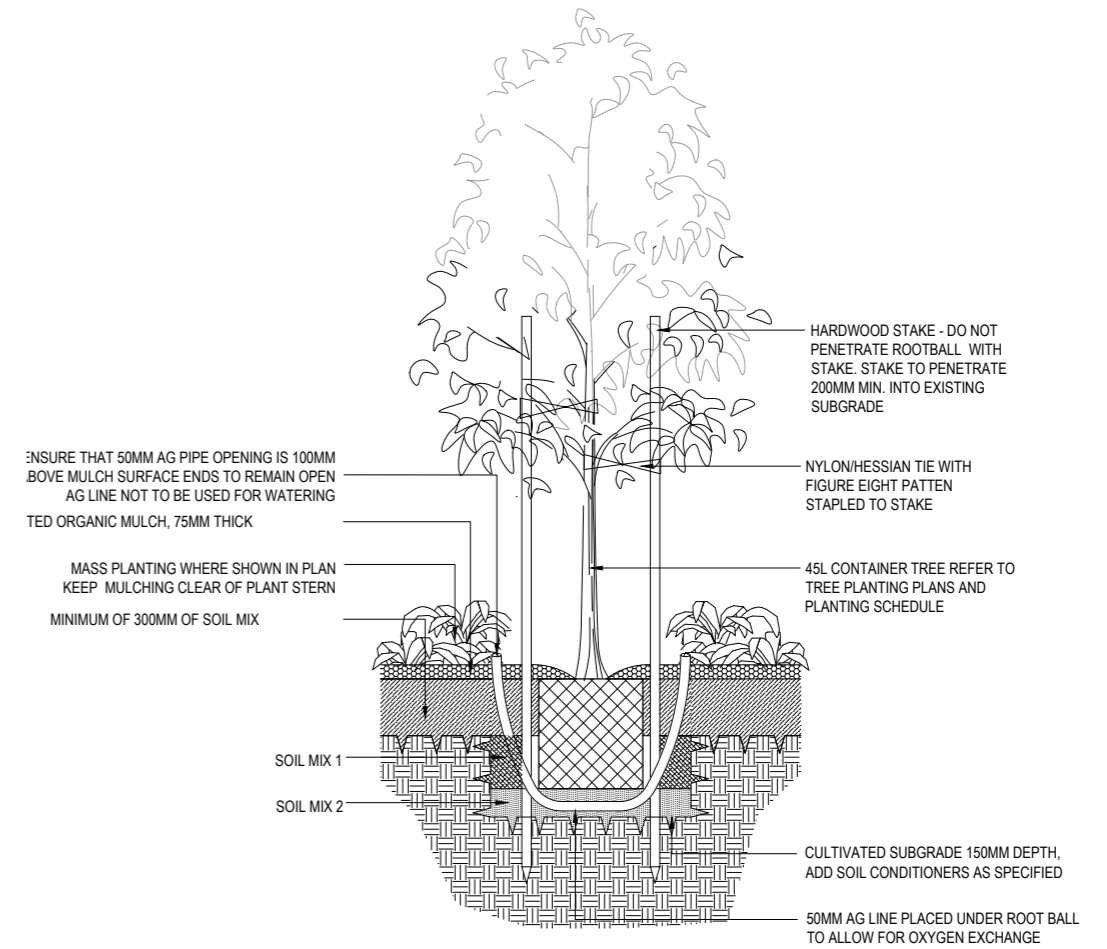 HARDWOOD STAKE - DO NOT
PENETRATE ROOTBALL WITH
STAKE. STAKE TO PENETRATE
200MM MIN. INTO EXISTING
SUBGRADE
ENSURE THAT 50MM AG PIPE OPENING IS 100MM
BOVE MULCH SURFACE ENDS TO REMAIN OPEN
AG LINE NOT TO BE USED FOR WATERING
NYLON/HESSIAN TIE WITH
FIGURE EIGHT PATTEN
STAPLED TO STAKE
TED ORGANIC MULCH, 75MM THICK
MASS PLANTING WHERE SHOWN IN PLAN
KEEP MULCHING CLEAR OF PLANT STERN
45L CONTAINER TREE REFER TO
TREE PLANTING PLANS AND
PLANTING SCHEDULE
MINIMUM OF 300MM OF SOIL MIX
SOIL MIX 1
SOIL MIX 2
CULTIVATED SUBGRADE 150MM DEPTH,
ADD SOIL CONDITIONERS AS SPECIFIED
50MM AG LINE PLACED UNDER ROOT BALL
TO ALLOW FOR OXYGEN EXCHANGE